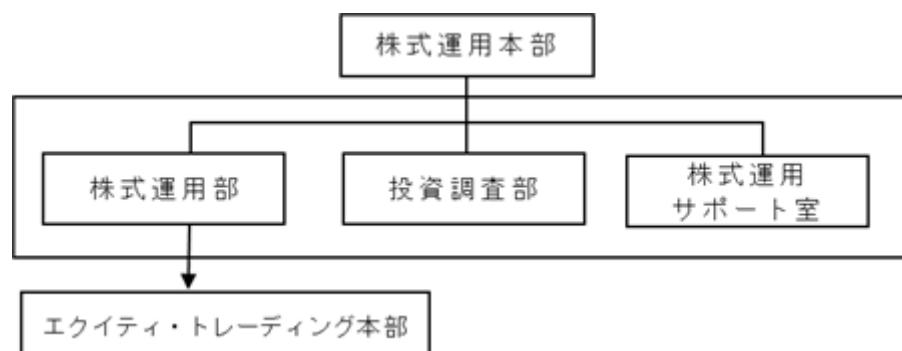 株式運用本部
株式運用部
投資調査部
株式運用
サポート室
エクイティ・トレーディング本部